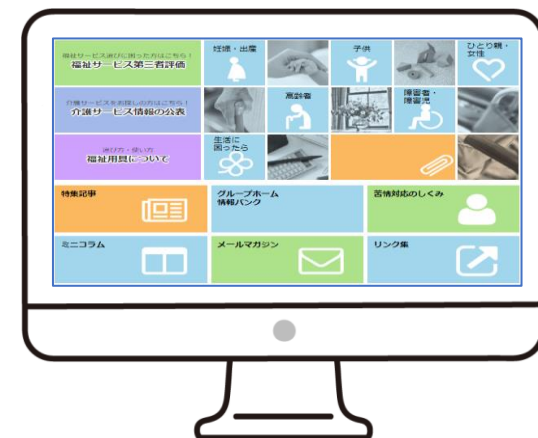 福祉サービス選びに困った方はこちら！
福祉サービス第三者評価
妊娠・出産
子供
ひとり親・
女性
介護サービスをお探しの方はこちら！
介護サービス情報の公表
高齢者
障害者・
障害児
選び方・使い方
福祉用具について
生活に
困ったら
特集記事
グループホーム
情報バンク
苦情対応のしくみ
ミニコラム
メールマガジン
リンク集